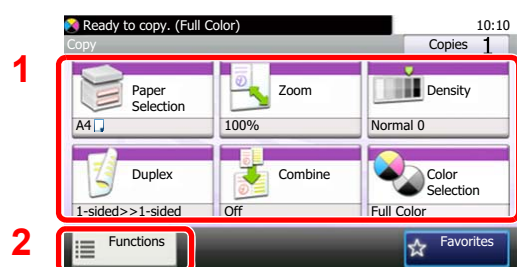 Ready to copy. (Full Color)
10:10
Copy
Copies 1
1
Paper
Selection
Zoom
Density
A4
100%
Normal 0
Duplex
Combine
Color
Selection
1-sided>>1-sided
Off
Full Color
2
Functions
Favorites